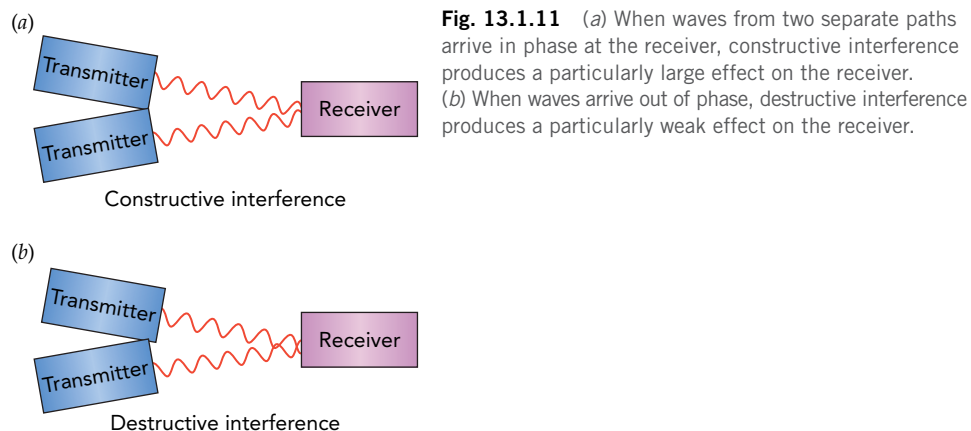 (a)
Transmitter
Transmitter
Receiver
Constructive interference
Fig. 13.1.11 (a) When waves from two separate paths
arrive in phase at the receiver, constructive interference
produces a particularly large effect on the receiver.
(b) When waves arrive out of phase, destructive interference
produces a particularly weak effect on the receiver.
(b)
Transmitter
Transmitter
Receiver
Destructive interference